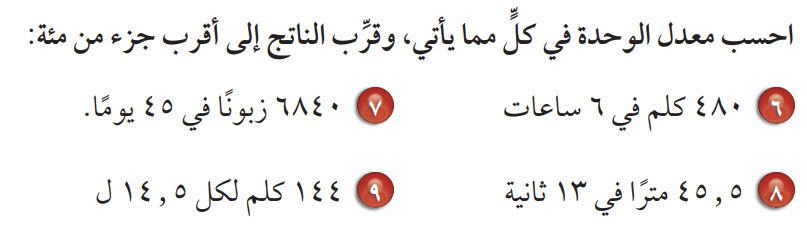 احسب معدل الوحدة في كلٍّ مما يأتي، وقرِّب الناتج إلى أقرب جزء من مئة:
٦ ٤٨٠ كلم في ٦ ساعات ٧ ٦٨٤٠ زبونًا في ٤٥ يومًا.
٨ ٤٥,٥ مترًا في ١٣ ثانية ٩ ١٤٤ كلم لكل ١٤,٥ ل